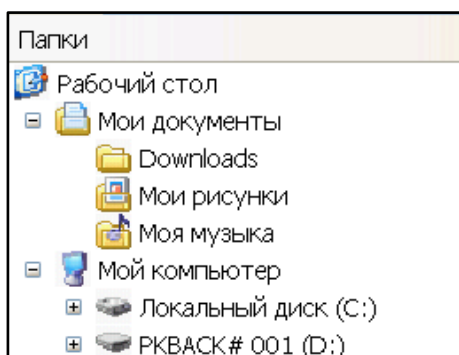 Папки
Рабочий стол
Мои документы
Downloads
Мои рисунки
Моя музыка
Мой компьютер
Локальный диск (C:)
PKBACK# 001 (D:)